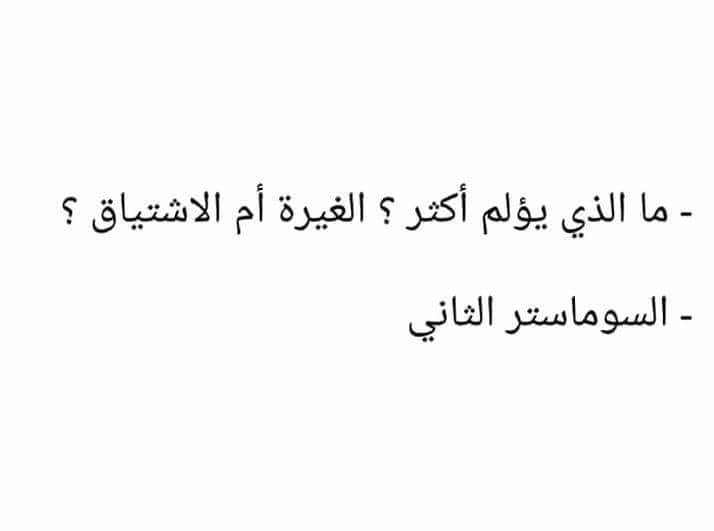 - ما الذي يؤلم أكثر ؟ الغيرة أم الاشتياق ؟
- السوماستر الثاني